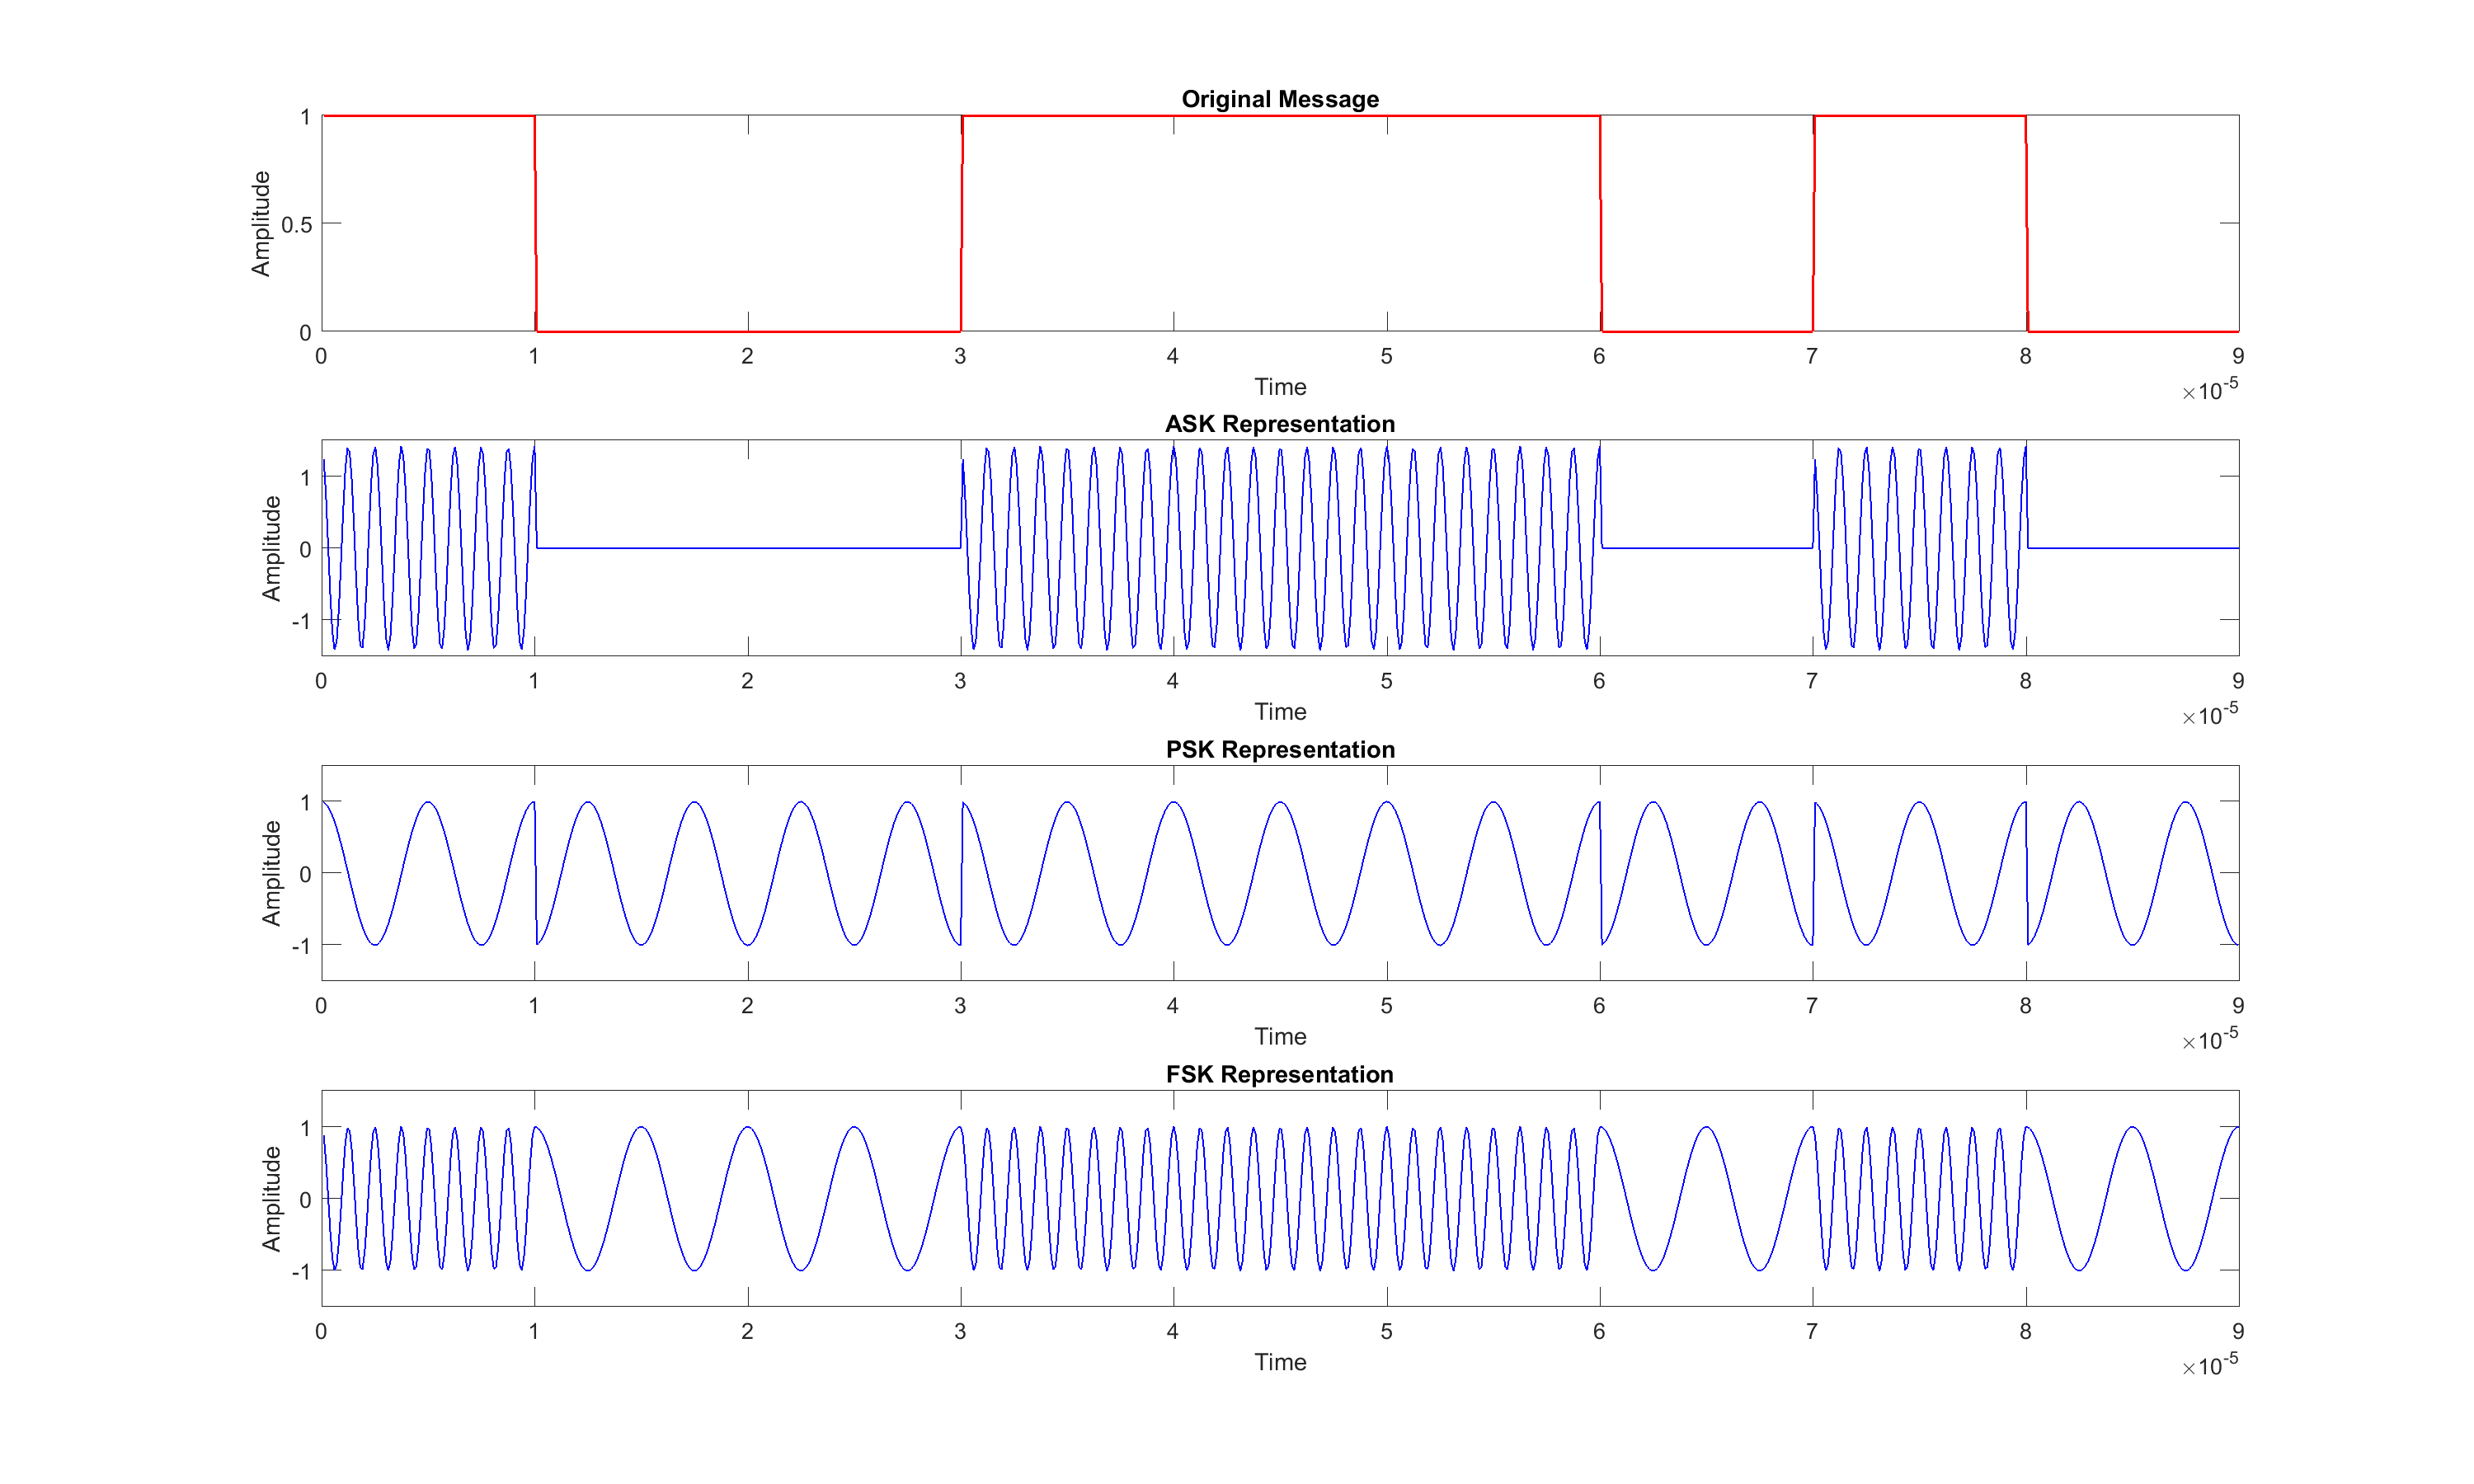 Original Message
Amplitude
1
0.5
0
0 1 2 3 4 5 6 7 8 9
Time
×10-5
ASK Representation
Amplitude
1
0
-1
0 1 2 3 4 5 6 7 8 9
Time
×10-5
PSK Representation
Amplitude
1
0
-1
0 1 2 3 4 5 6 7 8 9
Time
×10-5
FSK Representation
Amplitude
1
0
-1
0 1 2 3 4 5 6 7 8 9
Time
×10-5